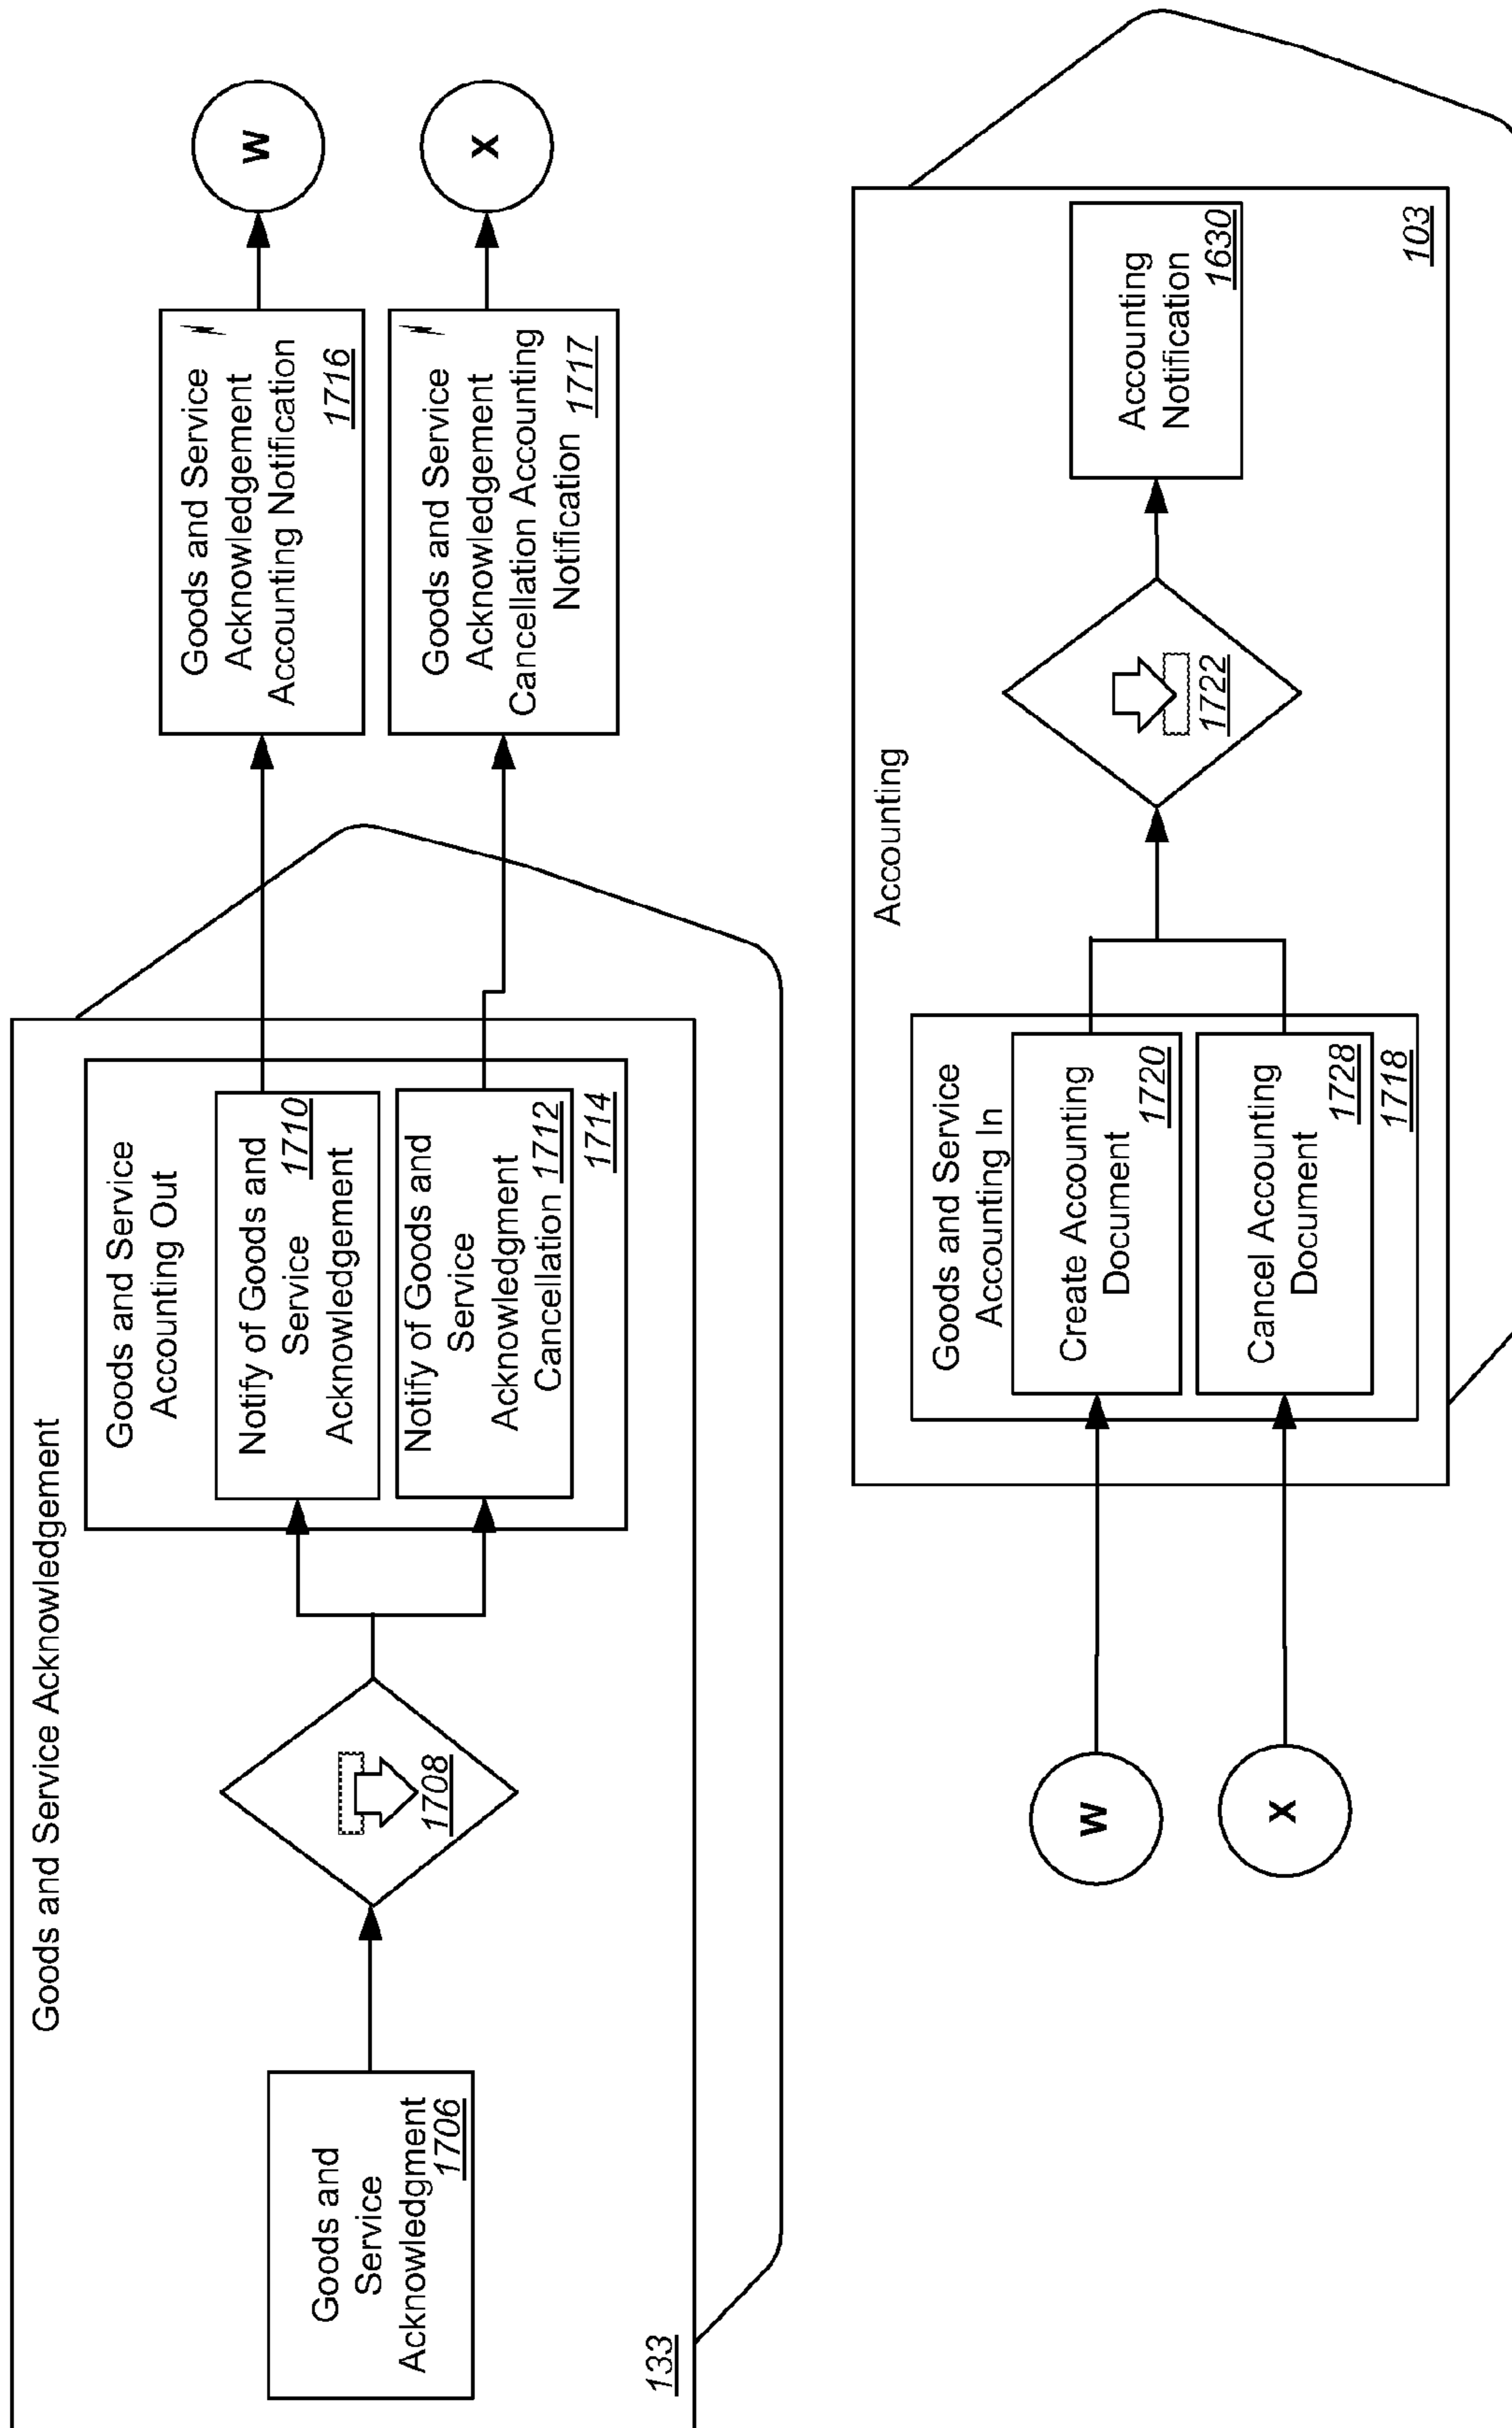 Goods and Service Acknowledgement
Goods and
Service
Acknowledgment
1706
1708
Goods and Service
Accounting Out
Notify of Goods and
Service 1710
Acknowledgement
Notify of Goods and
Service
Acknowledgment
Cancellation 1712
1714
133
Goods and Service
Acknowledgement
Accounting Notification
1716
W
Goods and Service
Acknowledgement
Cancellation Accounting
Notification 1717
X
Accounting
W
X
Goods and Service
Accounting In
Create Accounting
Document 1720
Cancel Accounting
Document 1728
1718
1722
Accounting
Notification
1630
103